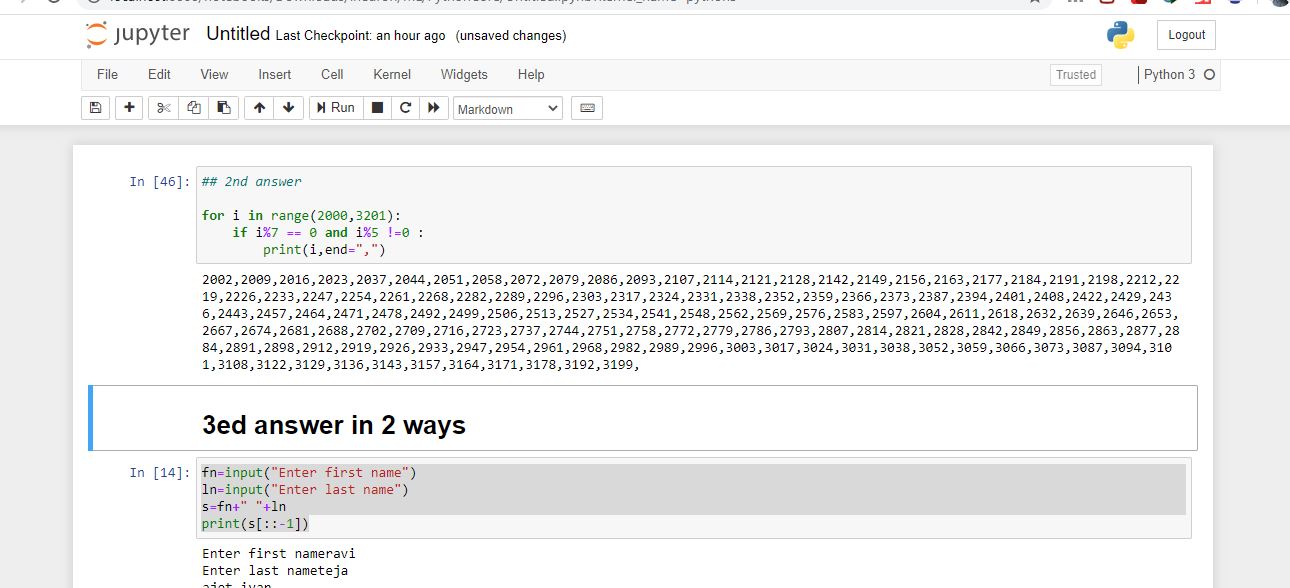 jupyter Untitled Last Checkpoint: an hour ago (unsaved changes) Logout
File Edit View Insert Cell Kernel Widgets Help Trusted Python 3
Run Markdown
In [46]: ## 2nd answer
for i in range(2000,3201):
    if i%7 == 0 and i%5 !=0 :
        print(i,end=",")
2002,2009,2016,2023,2037,2044,2051,2058,2072,2079,2086,2093,2107,2114,2121,2128,2142,2149,2156,2163,2177,2184,2191,2198,2212,22
19,2226,2233,2247,2254,2261,2268,2282,2289,2296,2303,2317,2324,2331,2338,2352,2359,2366,2373,2387,2394,2401,2408,2422,2429,243
6,2443,2457,2464,2471,2478,2492,2499,2506,2513,2527,2534,2541,2548,2562,2569,2576,2583,2597,2604,2611,2618,2632,2639,2646,2653,
2667,2674,2681,2688,2702,2709,2716,2723,2737,2744,2751,2758,2772,2779,2786,2793,2807,2814,2821,2828,2842,2849,2856,2863,2877,28
84,2891,2898,2912,2919,2926,2933,2947,2954,2961,2968,2982,2989,2996,3003,3017,3024,3031,3038,3052,3059,3066,3073,3087,3094,310
1,3108,3122,3129,3136,3143,3157,3164,3171,3178,3192,3199,
3ed answer in 2 ways
In [14]: fn=input("Enter first name")
ln=input("Enter last name")
s=fn+" "+ln
print(s[::-1])
Enter first nameravi
Enter last nameteja
ajet ivar